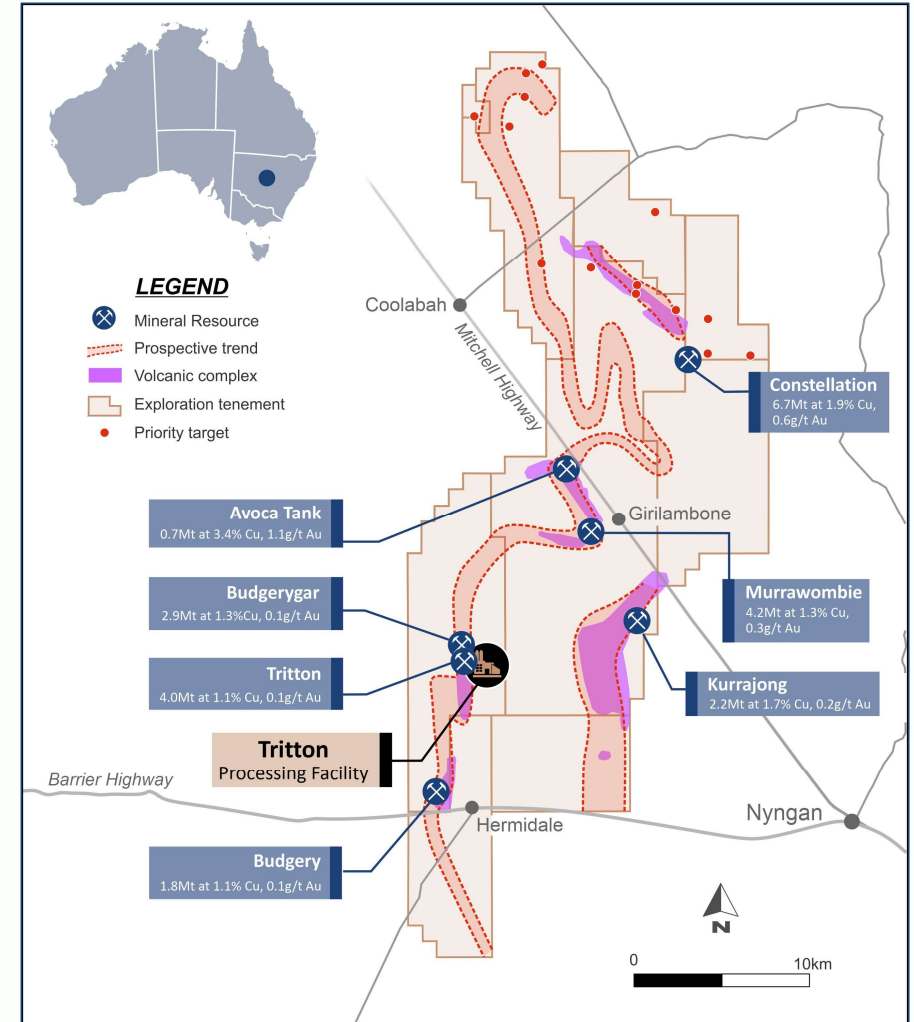 LEGEND
Mineral Resource
Prospective trend
Volcanic complex
Exploration tenement
Priority target
Coolabah
Mitchell Highway
Constellation
6.7Mt at 1.9% Cu,
0.6g/t Au
Avoca Tank
0.7Mt at 3.4% Cu, 1.1g/t Au
Girilambone
Budgerygar
2.9Mt at 1.3%Cu, 0.1g/t Au
Murrawombie
4.2Mt at 1.3% Cu,
0.3g/t Au
Tritton
4.0Mt at 1.1% Cu, 0.1g/t Au
Kurrajong
2.2Mt at 1.7% Cu, 0.2g/t Au
Tritton
Processing Facility
Barrier Highway
Nyngan
Hermidale
Budgery
1.8Mt at 1.1% Cu, 0.1g/t Au
N
0 10km